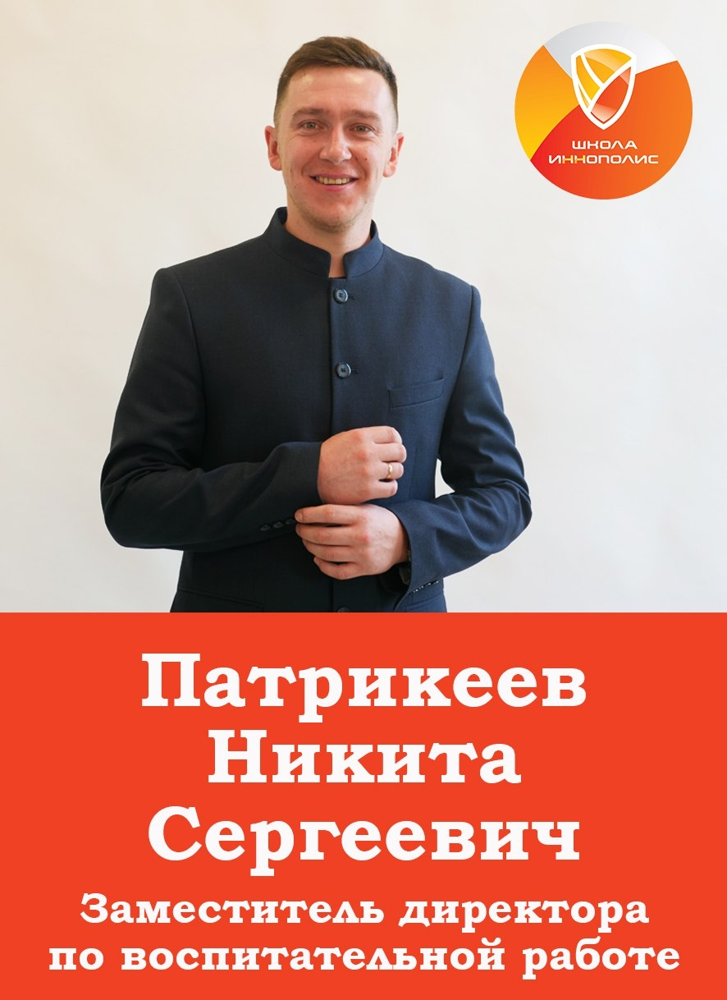 ШКОЛА
ИННОПОЛИС
Патрикеев
Никита
Сергеевич
Заместитель директора
по воспитательной работе